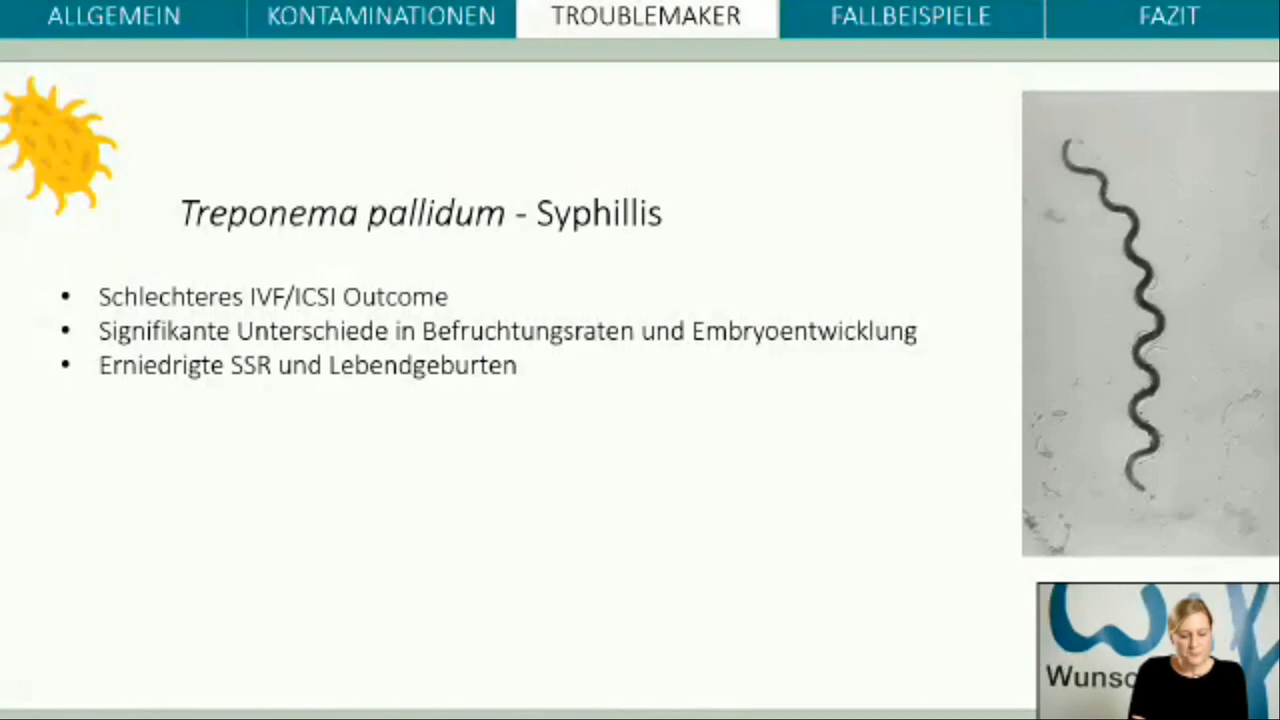 ALLGEMEIN
KONTAMINATIONEN
TROUBLEMAKER
FALLBEISPIELE
FAZIT
Treponema pallidum - Syphillis
• Schlechteres IVF/ICSI Outcome
• Signifikante Unterschiede in Befruchtungsraten und Embryoentwicklung
• Erniedrigte SSR und Lebendgeburten
Wunsc